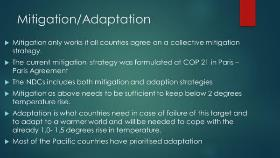 Mitigation/Adaptation
Mitigation only works it all counties agree on a collective mitigation
strategy
The current mitigation strategy was formulated at COP 21 in Paris –
Paris Agreement
The NDCs includes both mitigation and adaption strategies
Mitigation as above needs to be sufficient to keep below 2 degrees
temperature rise.
Adaptation is what countries need in case of failure of this target and
to adapt to a warmer world and will be needed to cope with the
already 1,0- 1,5 degrees rise in temperature.
Most of the Pacific countries have prioritised adaptation